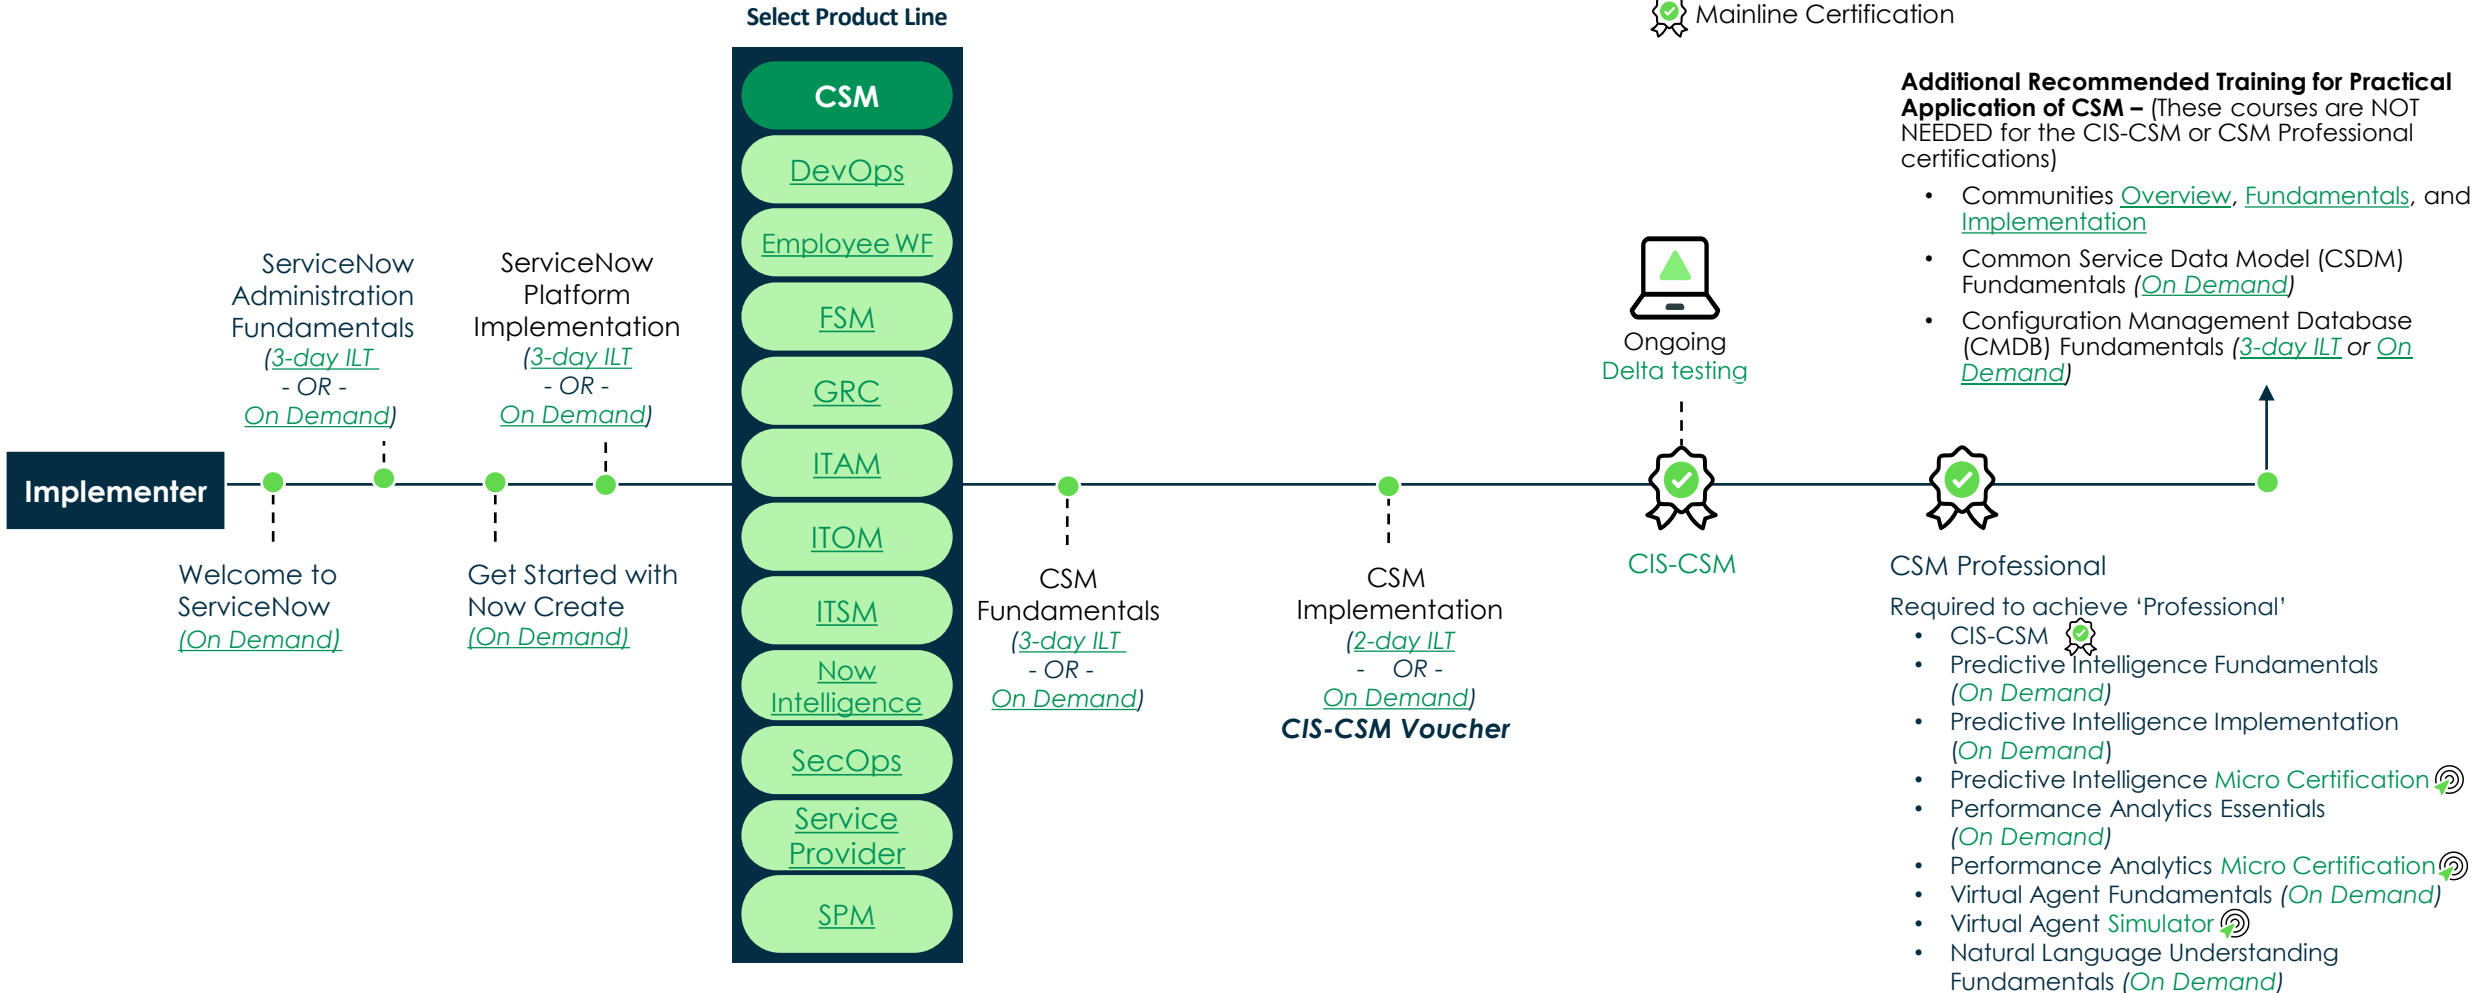 Select Product Line
Mainline Certification
CSM
DevOps
Employee WF
FSM
GRC
ITAM
ITOM
ITSM
Now
Intelligence
SecOps
Service
Provider
SPM
Implementer
ServiceNow
Administration
Fundamentals
(3-day ILT
- OR -
On Demand)
ServiceNow
Platform
Implementation
(3-day ILT
- OR -
On Demand)
Welcome to
ServiceNow
(On Demand)
Get Started with
Now Create
(On Demand)
CSM
Fundamentals
(3-day ILT
- OR -
On Demand)
CSM
Implementation
(2-day ILT
- OR -
On Demand)
CIS-CSM Voucher
Ongoing
Delta testing
CIS-CSM
Additional Recommended Training for Practical
Application of CSM – (These courses are NOT
NEEDED for the CIS-CSM or CSM Professional
certifications)
• Communities Overview, Fundamentals, and
Implementation
• Common Service Data Model (CSDM)
Fundamentals (On Demand)
• Configuration Management Database
(CMDB) Fundamentals (3-day ILT or On
Demand)
CSM Professional
Required to achieve ‘Professional’
• CIS-CSM
• Predictive Intelligence Fundamentals
(On Demand)
• Predictive Intelligence Implementation
(On Demand)
• Predictive Intelligence Micro Certification
• Performance Analytics Essentials
(On Demand)
• Performance Analytics Micro Certification
• Virtual Agent Fundamentals (On Demand)
• Virtual Agent Simulator
• Natural Language Understanding
Fundamentals (On Demand)